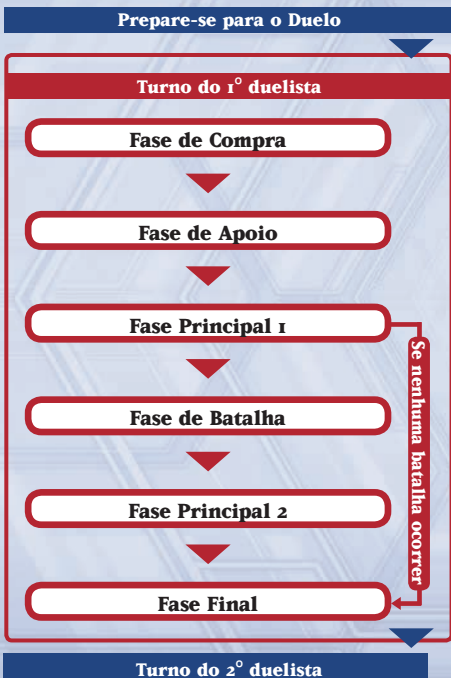 Prepare-se para o Duelo
Turno do 1° duelista
Fase de Compra
Fase de Apoio
Fase Principal 1
Se nenhuma batalha ocorrer
Fase de Batalha
Fase Principal 2
Fase Final
Turno do 2° duelista